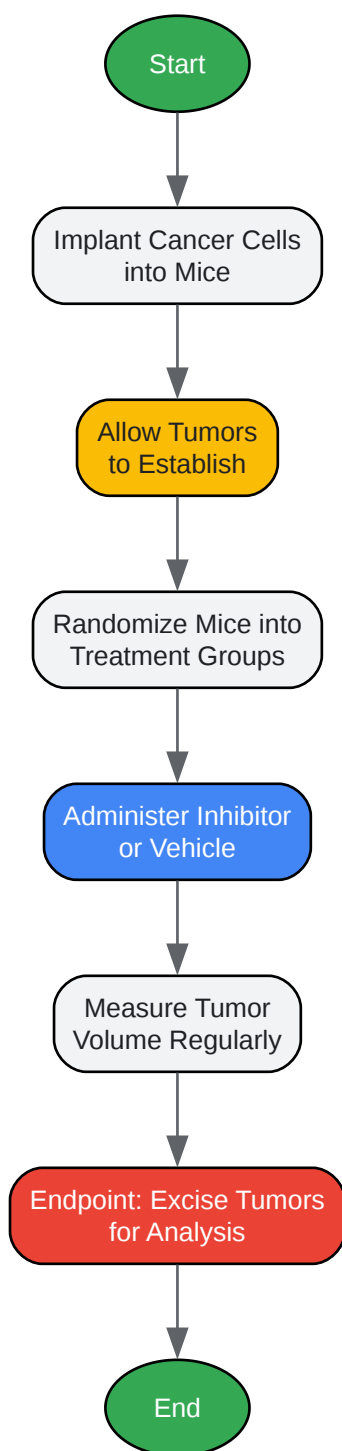 Start
Implant Cancer Cells
into Mice
Allow Tumors
to Establish
Randomize Mice into
Treatment Groups
Administer Inhibitor
or Vehicle
Measure Tumor
Volume Regularly
Endpoint: Excise Tumors
for Analysis
End